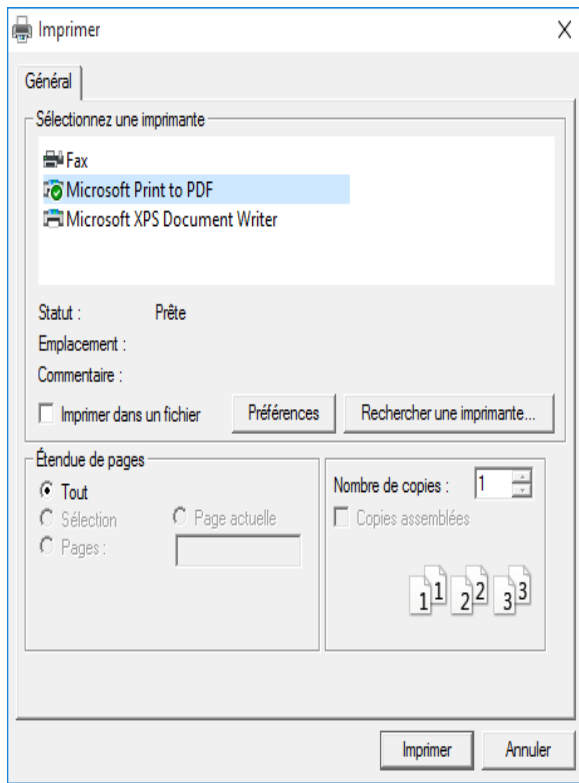 Imprimer
Général
Sélectionnez une imprimante
Fax
Microsoft Print to PDF
Microsoft XPS Document Writer
Statut : Prête
Emplacement :
Commentaire :
Imprimer dans un fichier Préférences Rechercher une imprimante...
Étendue de pages
Tout
Sélection Page actuelle
Pages :
Nombre de copies : 1
Copies assemblées
1 1 2 2 3 3
Imprimer Annuler